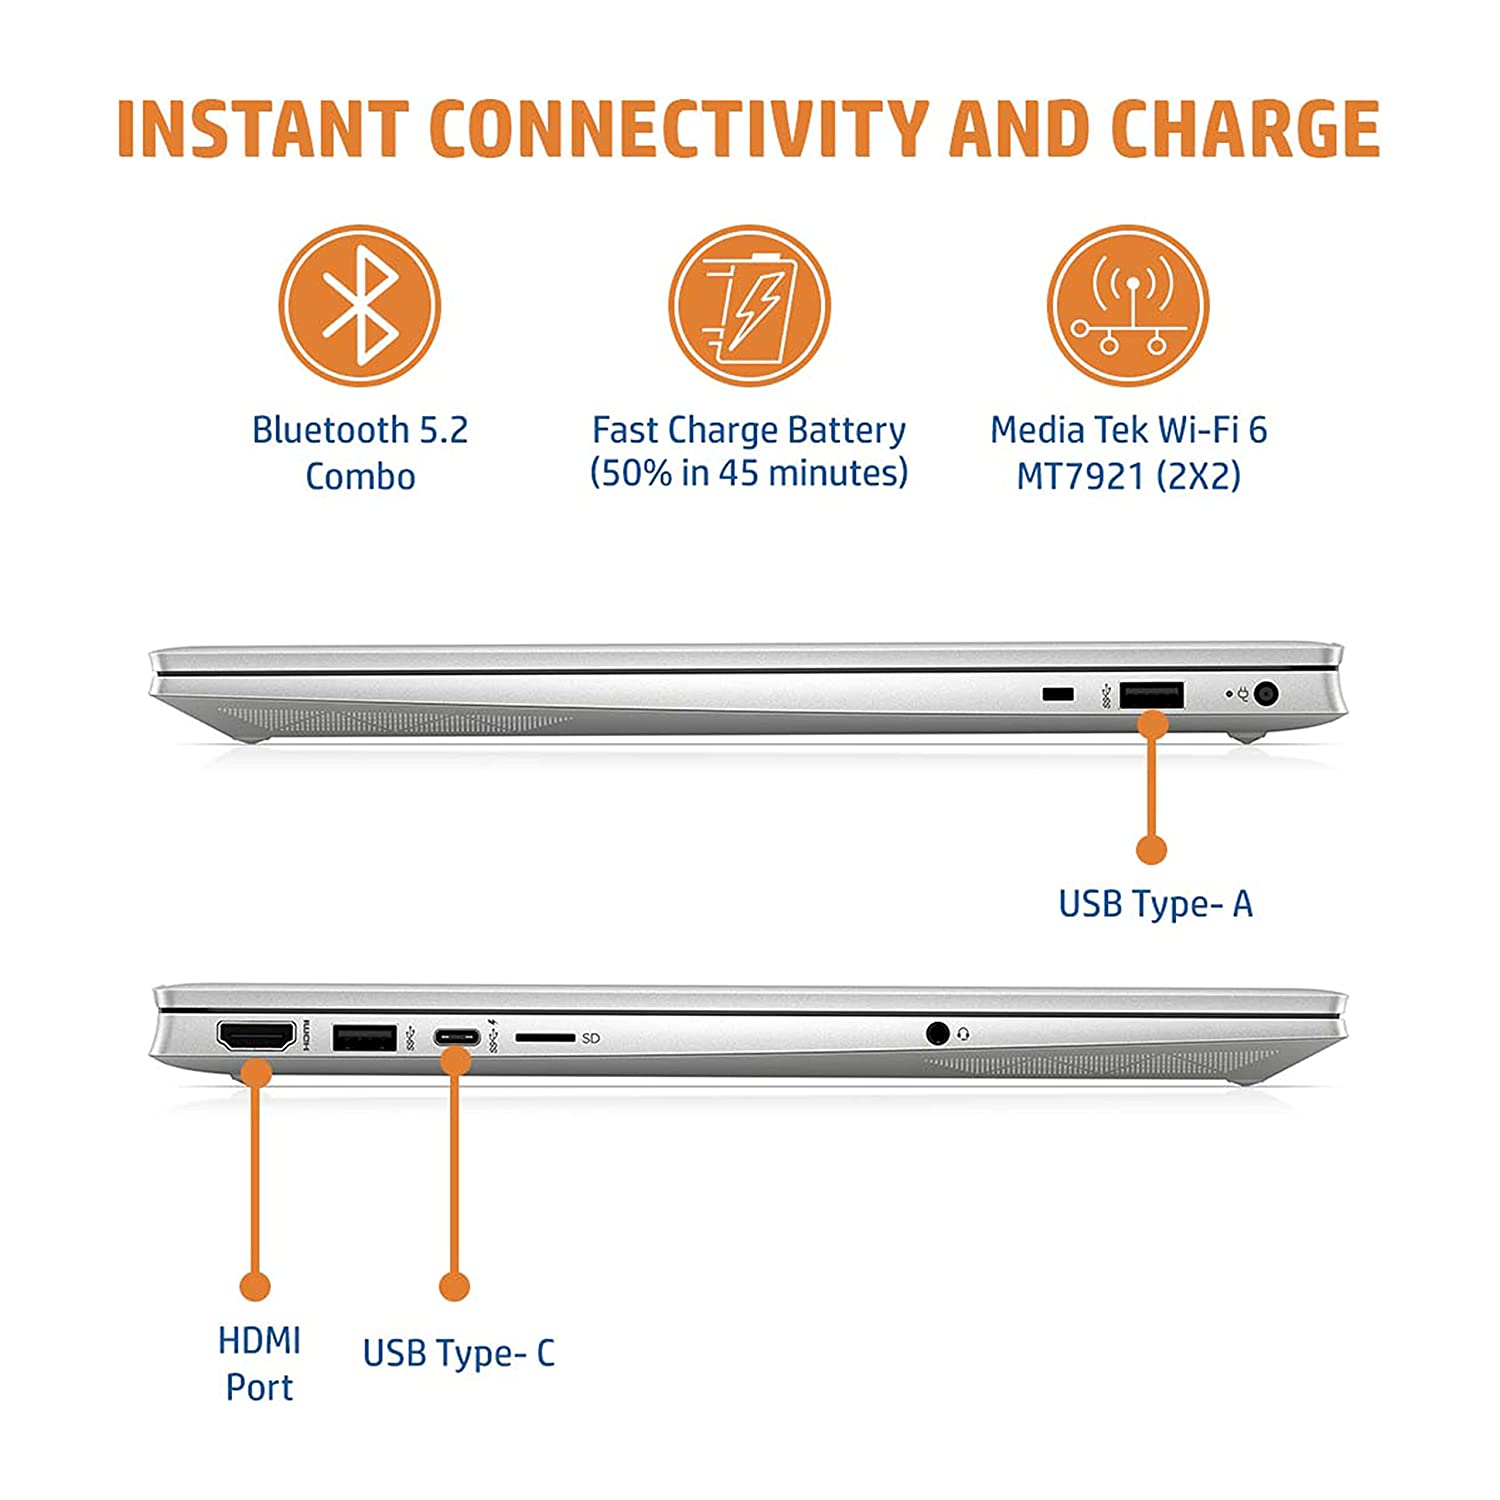 INSTANT CONNECTIVITY AND CHARGE
Bluetooth 5.2
Combo
Fast Charge Battery
(50% in 45 minutes)
Media Tek Wi-Fi 6
MT7921 (2X2)
USB Type- A
HDMI
SD
HDMI
Port
USB Type- C